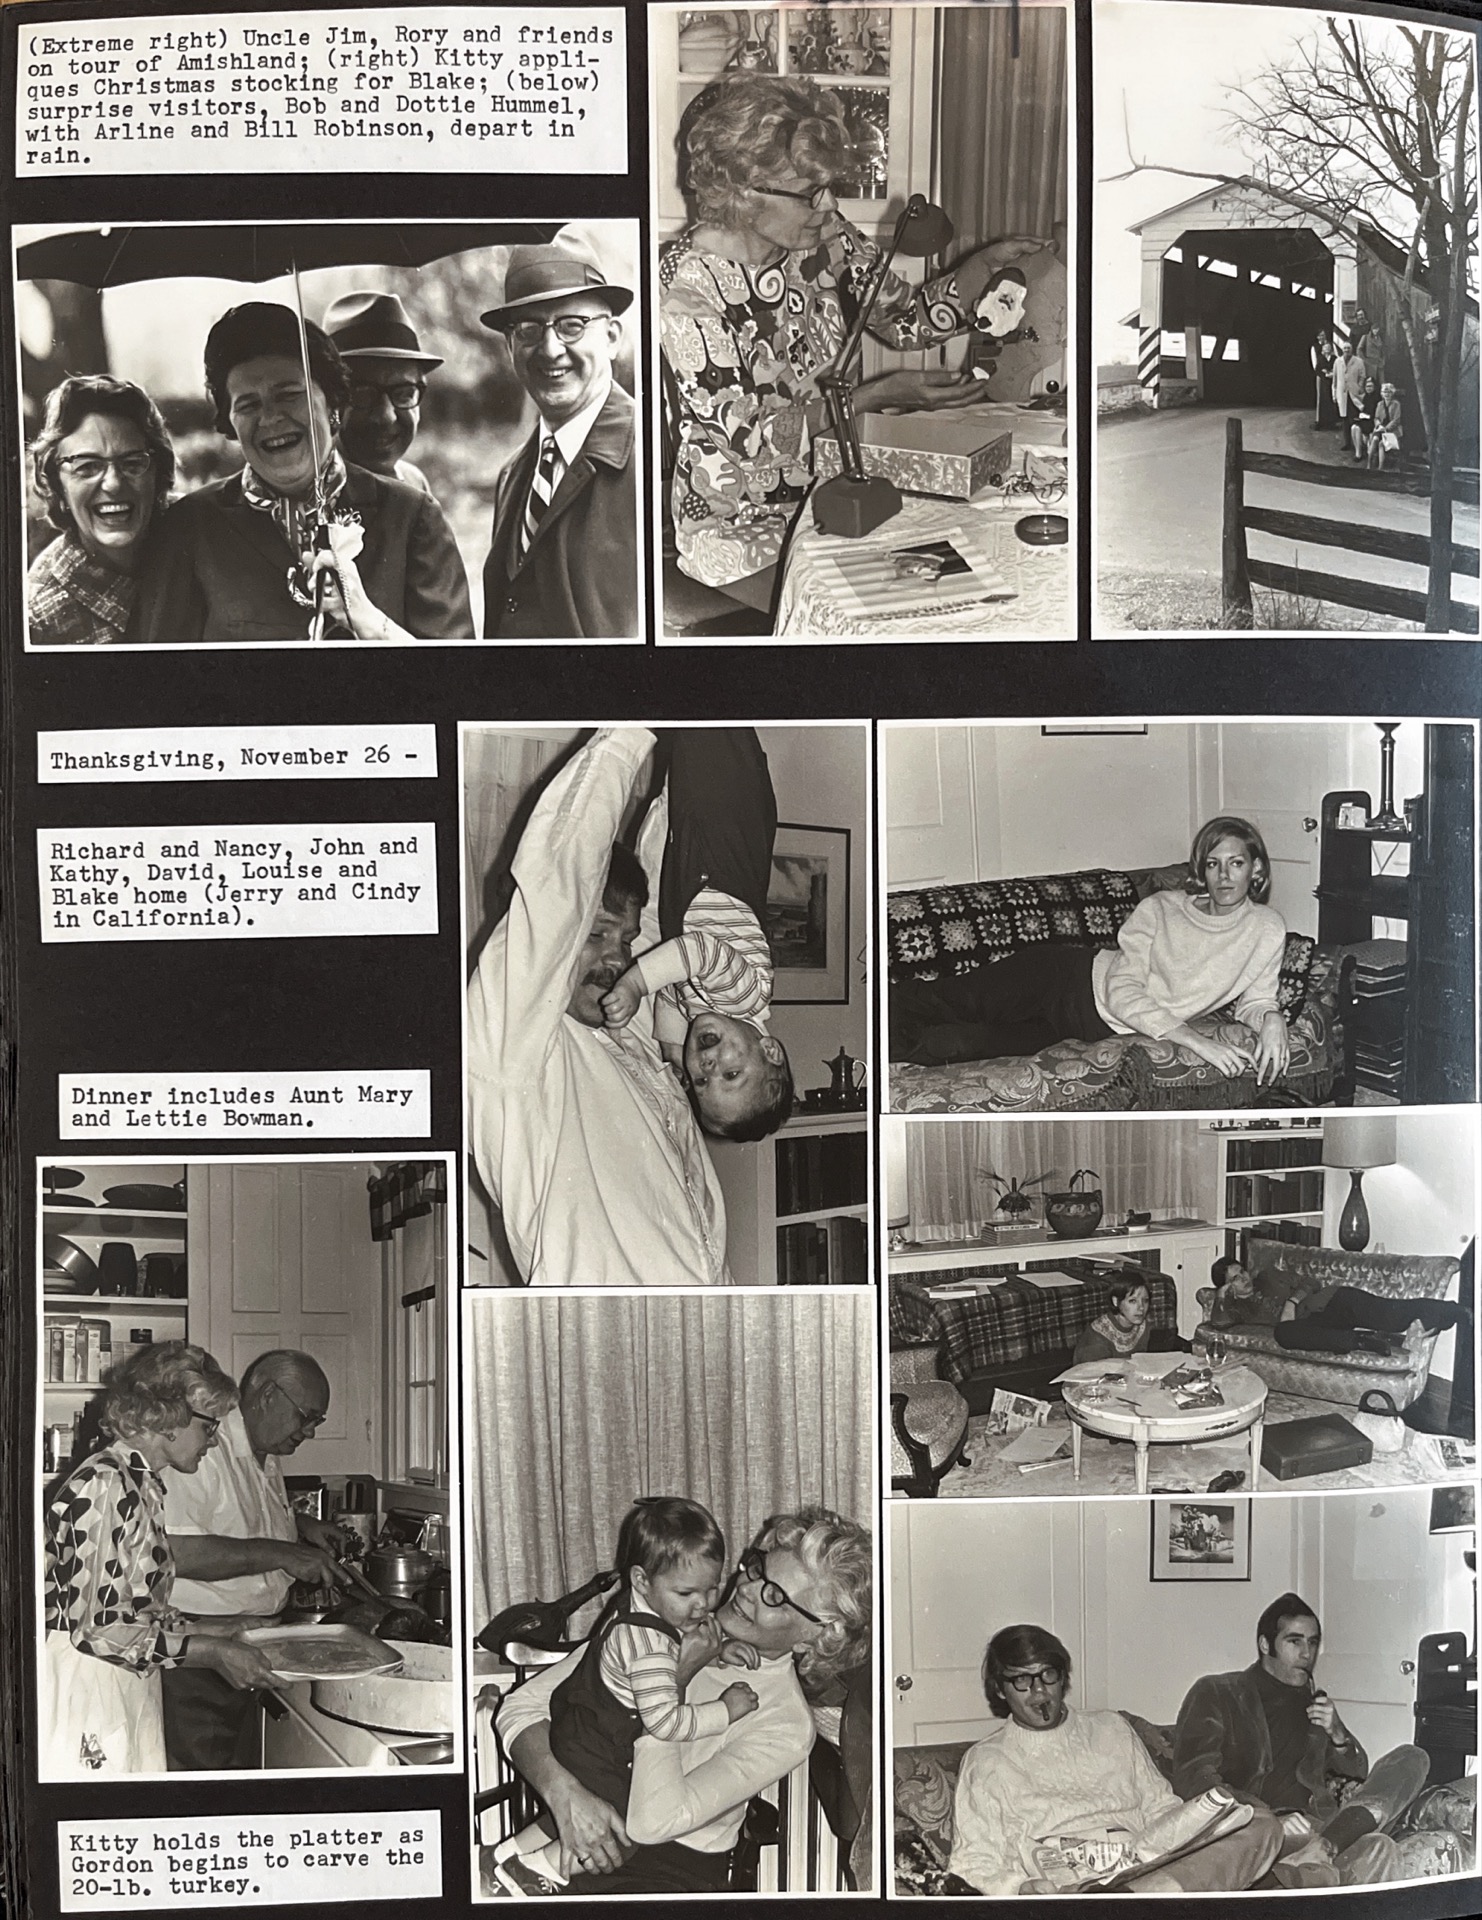 (Extreme right) Uncle Jim, Rory and friends
on tour of Amishland; (right) Kitty appli-
ques Christmas stocking for Blake; (below)
surprise visitors, Bob and Dottie Hummel,
with Arline and Bill Robinson, depart in
rain.
Thanksgiving, November 26 -
Richard and Nancy, John and
Kathy, David, Louise and
Blake home (Jerry and Cindy
in California).
Dinner includes Aunt Mary
and Lettie Bowman.
Kitty holds the platter as
Gordon begins to carve the
20-lb. turkey.